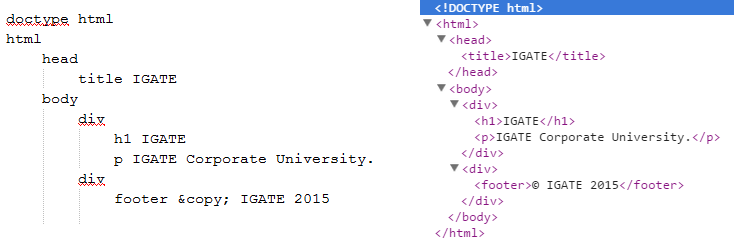 doctype html
html
head
title IGATE
body
div
h1 IGATE
p IGATE Corporate University.
div
footer &copy; IGATE 2015
<!DOCTYPE html>
<html>
<head>
<title>IGATE</title>
</head>
<body>
<div>
<h1>IGATE</h1>
<p>IGATE Corporate University.</p>
</div>
<div>
<footer>© IGATE 2015</footer>
</div>
</body>
</html>